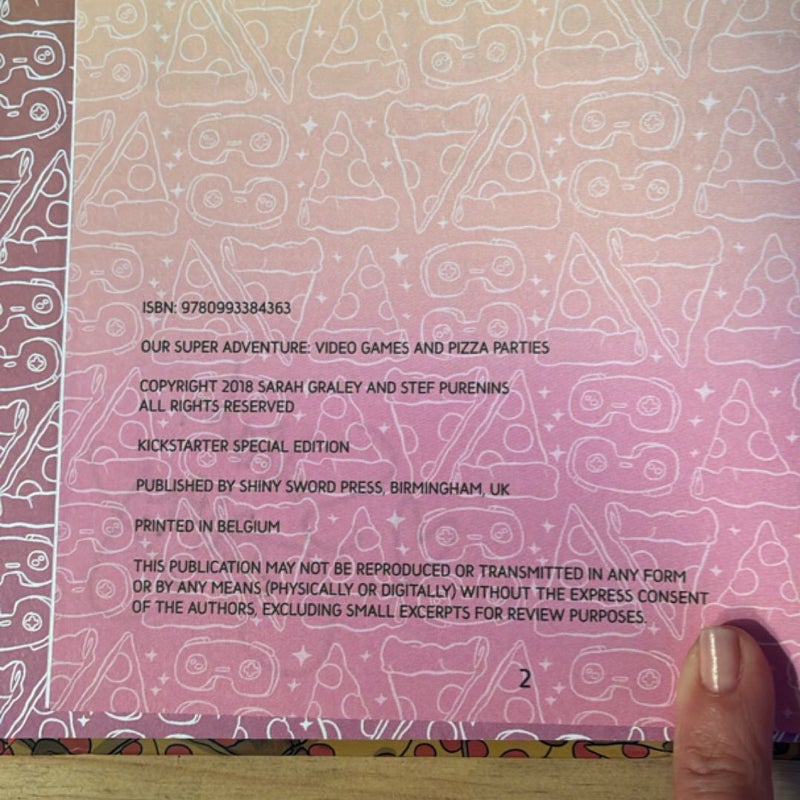 ISBN: 9780993384363
OUR SUPER ADVENTURE: VIDEO GAMES AND PIZZA PARTIES
COPYRIGHT 2018 SARAH GRALEY AND STEF PURENINS
ALL RIGHTS RESERVED
KICKSTARTER SPECIAL EDITION
PUBLISHED BY SHINY SWORD PRESS, BIRMINGHAM, UK
PRINTED IN BELGIUM
THIS PUBLICATION MAY NOT BE REPRODUCED OR TRANSMITTED IN ANY FORM
OR BY ANY MEANS (PHYSICALLY OR DIGITALLY) WITHOUT THE EXPRESS CONSENT
OF THE AUTHORS, EXCLUDING SMALL EXCERPTS FOR REVIEW PURPOSES.
2